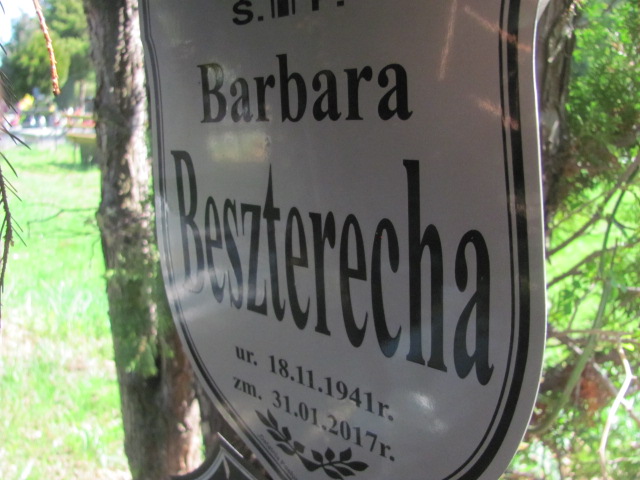 Ś. P.
Barbara
Beszterecha
ur. 18.11.1941r.
zm. 31.01.2017r.